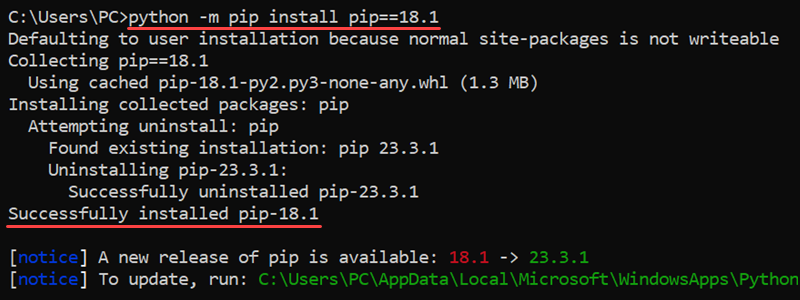 C:\Users\PC>python -m pip install pip==18.1
Defaulting to user installation because normal site-packages is not writeable
Collecting pip==18.1
Using cached pip-18.1-py2.py3-none-any.whl (1.3 MB)
Installing collected packages: pip
Attempting uninstall: pip
Found existing installation: pip 23.3.1
Uninstalling pip-23.3.1:
Successfully uninstalled pip-23.3.1
Successfully installed pip-18.1
[notice] A new release of pip is available: 18.1 -> 23.3.1
[notice] To update, run: C:\Users\PC\AppData\Local\Microsoft\WindowsApps\Python